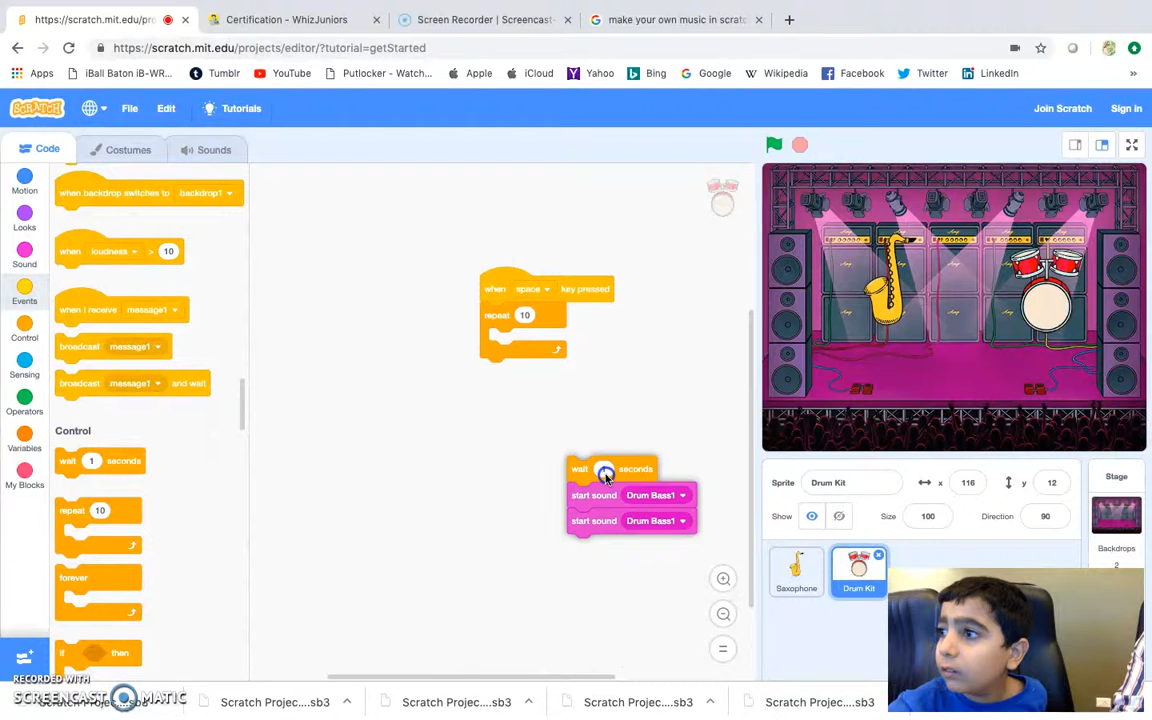 https://scratch.mit.edu/pro
Certification - WhizJuniors
Screen Recorder | Screencast-
make your own music in scratc
https://scratch.mit.edu/projects/editor/?tutorial=getStarted
Apps
iBall Baton iB-WR...
Tumblr
YouTube
Putlocker - Watch...
Apple
iCloud
Yahoo
Bing
Google
Wikipedia
Facebook
Twitter
LinkedIn
SCRATCH
File
Edit
Tutorials
Join Scratch
Sign in
Code
Costumes
Sounds
Motion
Looks
Sound
Events
Control
Sensing
Operators
Variables
My Blocks
when backdrop switches to backdrop1
when loudness > 10
when I receive message1
broadcast message1
broadcast message1 and wait
Control
wait 1 seconds
repeat 10
forever
if then
when space key pressed
repeat 10
wait seconds
start sound Drum Bass1
start sound Drum Bass1
Sprite Drum Kit x 116 y 12
Show Size 100 Direction 90
Saxophone
Drum Kit
Stage
Backdrops
2
RECORDED WITH
SCREENCAST MATIC
Scratch Projec....sb3
Scratch Projec....sb3
Scratch Projec....sb3
Scratch Projec....sb3
Scratch Projec....sb3